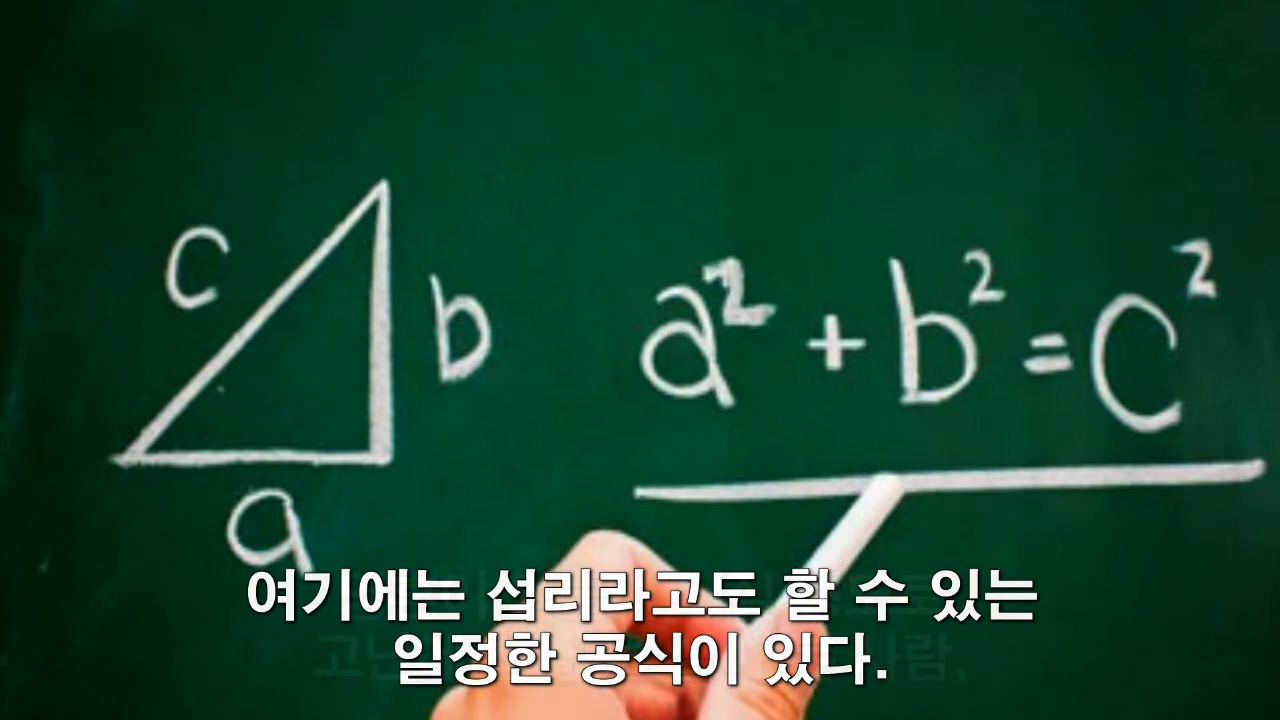 c
b
a
a² + b² = c²
여기에는 섭리라고도 할 수 있는
일정한 공식이 있다.